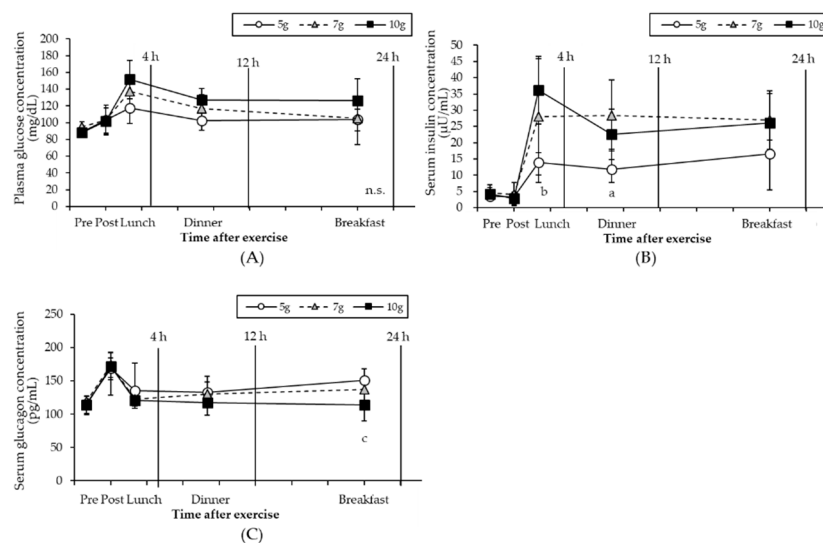 5g 7g 10g
Plasma glucose concentration
(mg/dL)
200
180
160
140
120
100
80
60
40
20
0
4 h
12 h
24 h
n.s.
Pre Post Lunch Dinner Breakfast
Time after exercise
(A)
5g 7g 10g
Serum insulin concentration
(μU/mL)
50
45
40
35
30
25
20
15
10
5
0
4 h
12 h
24 h
b
a
Pre Post Lunch Dinner Breakfast
Time after exercise
(B)
5g 7g 10g
Serum glucagon concentration
(pg/mL)
250
200
150
100
50
0
4 h
12 h
24 h
c
Pre Post Lunch Dinner Breakfast
Time after exercise
(C)